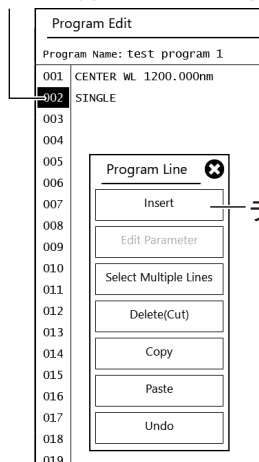 Program Edit
Program Name: test program 1
001 CENTER WL 1200.000nm
002 SINGLE
003
004
005
006
007
008
009
010
011
012
013
014
015
016
017
018
019
Program Line
Insert
Edit Parameter
Select Multiple Lines
Delete(Cut)
Copy
Paste
Undo